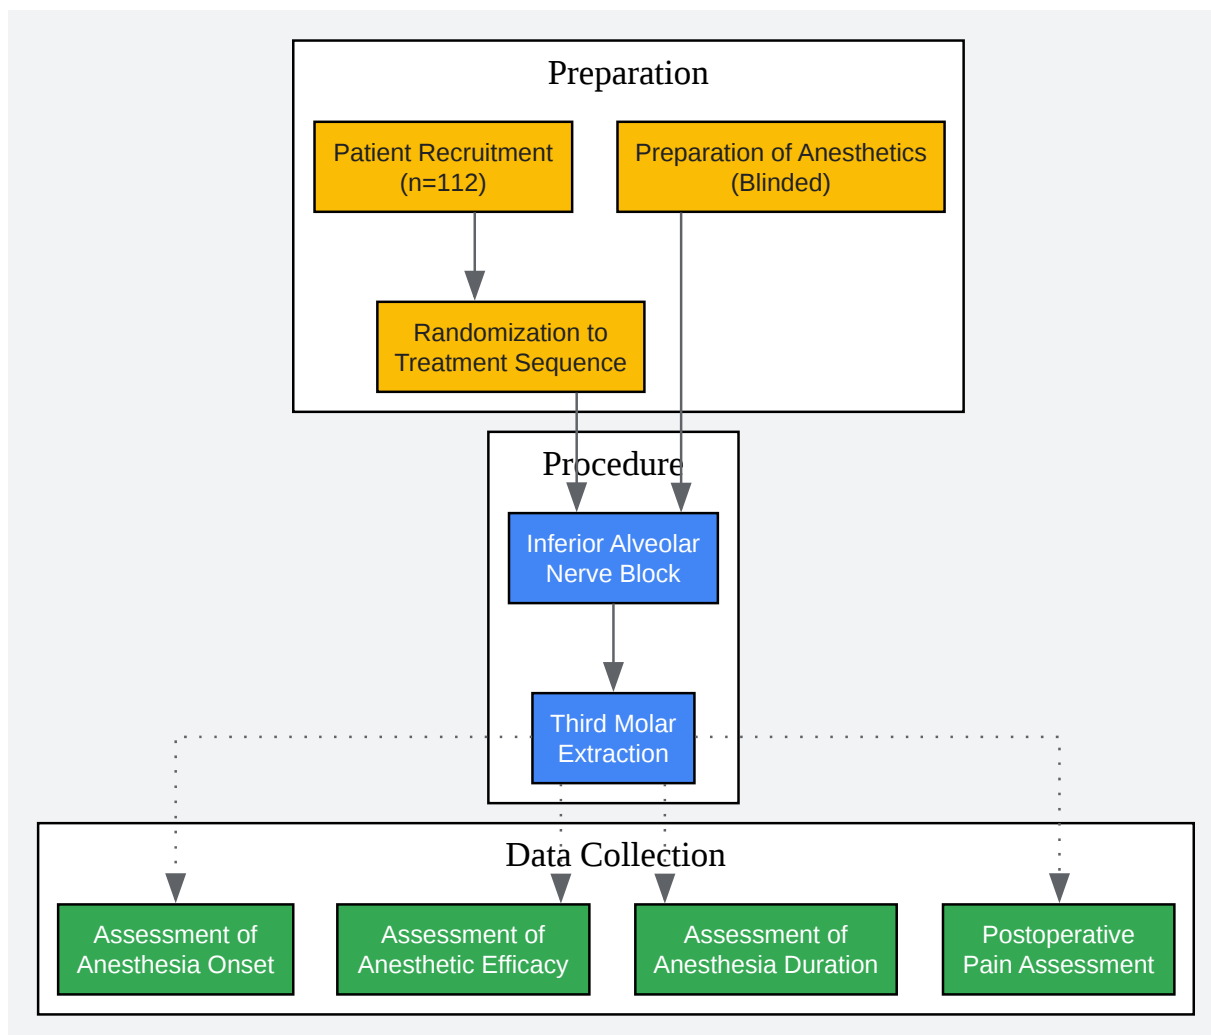 Preparation
Patient Recruitment
(n=112)
Preparation of Anesthetics
(Blinded)
Randomization to
Treatment Sequence
Procedure
Inferior Alveolar
Nerve Block
Third Molar
Extraction
Data Collection
Assessment of
Anesthesia Onset
Assessment of
Anesthetic Efficacy
Assessment of
Anesthesia Duration
Postoperative
Pain Assessment